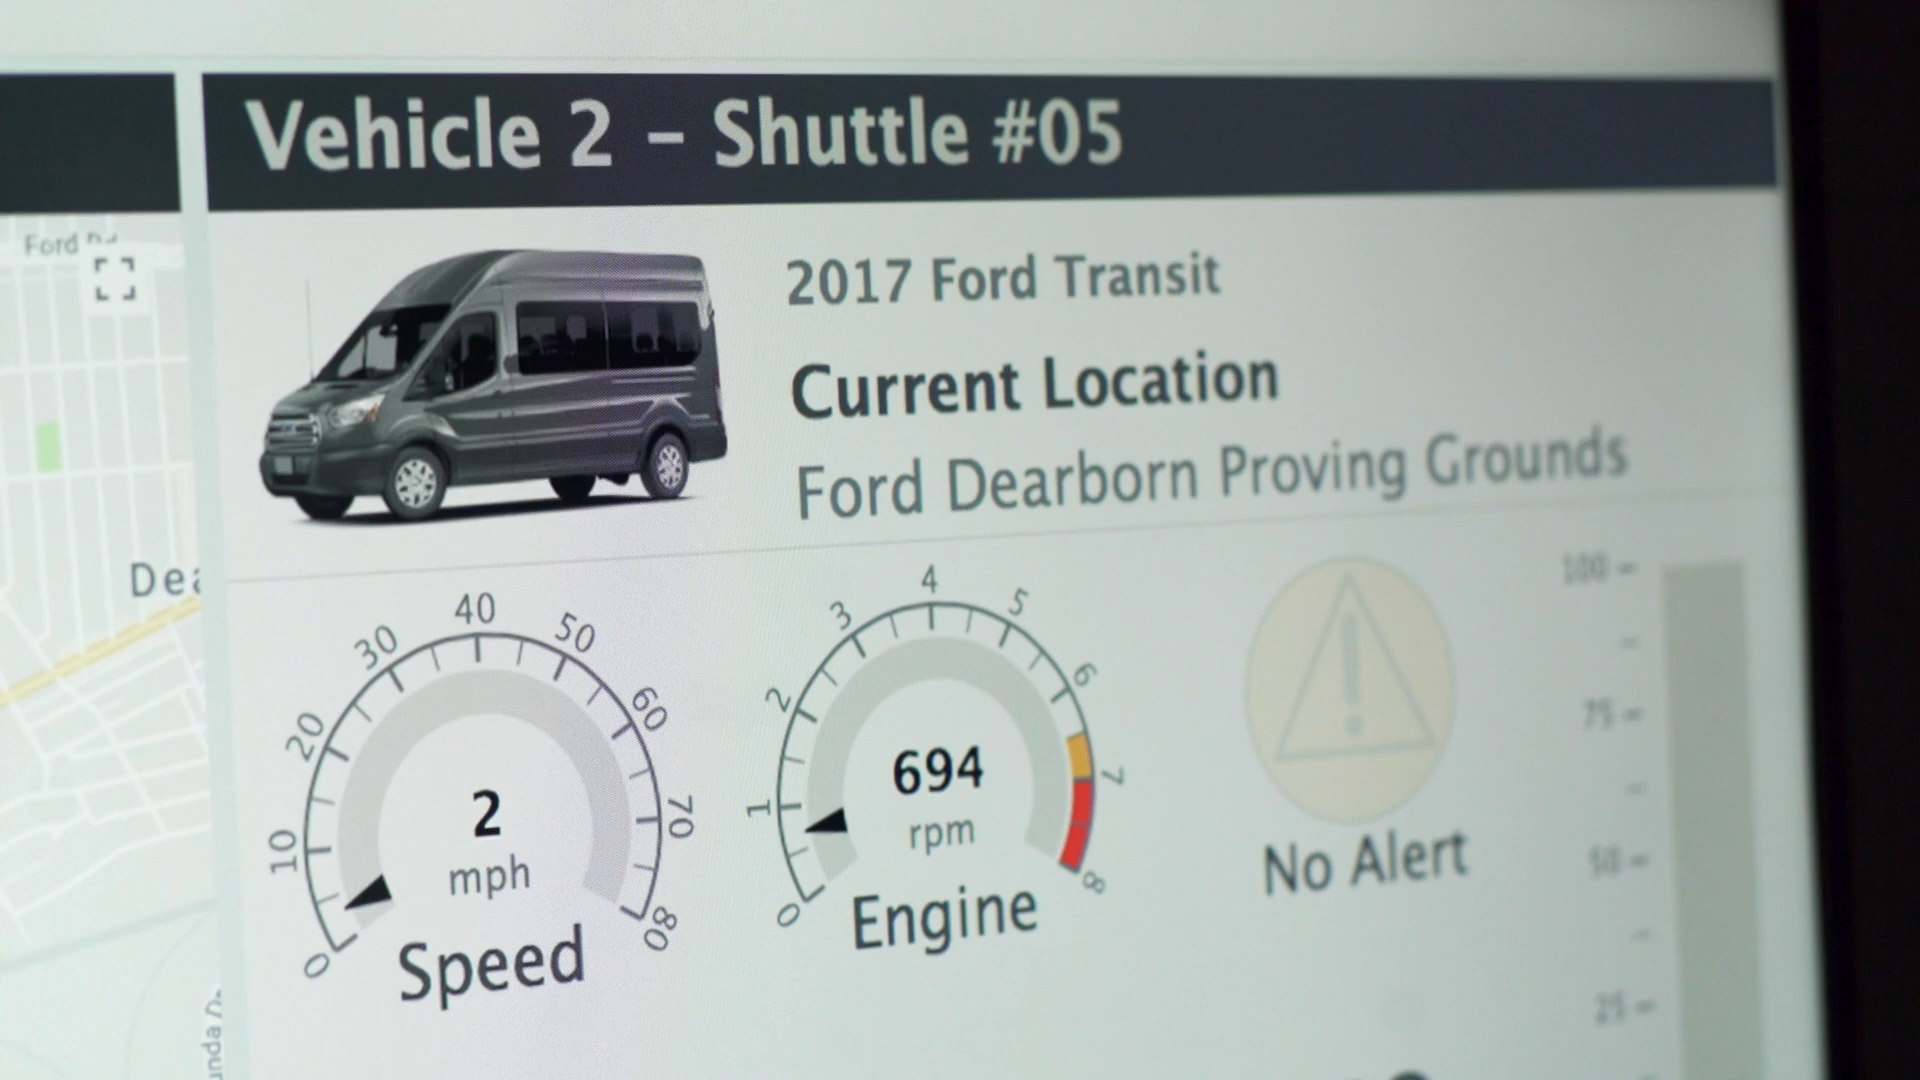 Vehicle 2 – Shuttle #05
Ford
2017 Ford Transit
Current Location
Ford Dearborn Proving Grounds
0
10
20
30
40
50
60
70
80
2
mph
Speed
0
1
2
3
4
5
6
7
8
694
rpm
Engine
No Alert
100
75
50
25